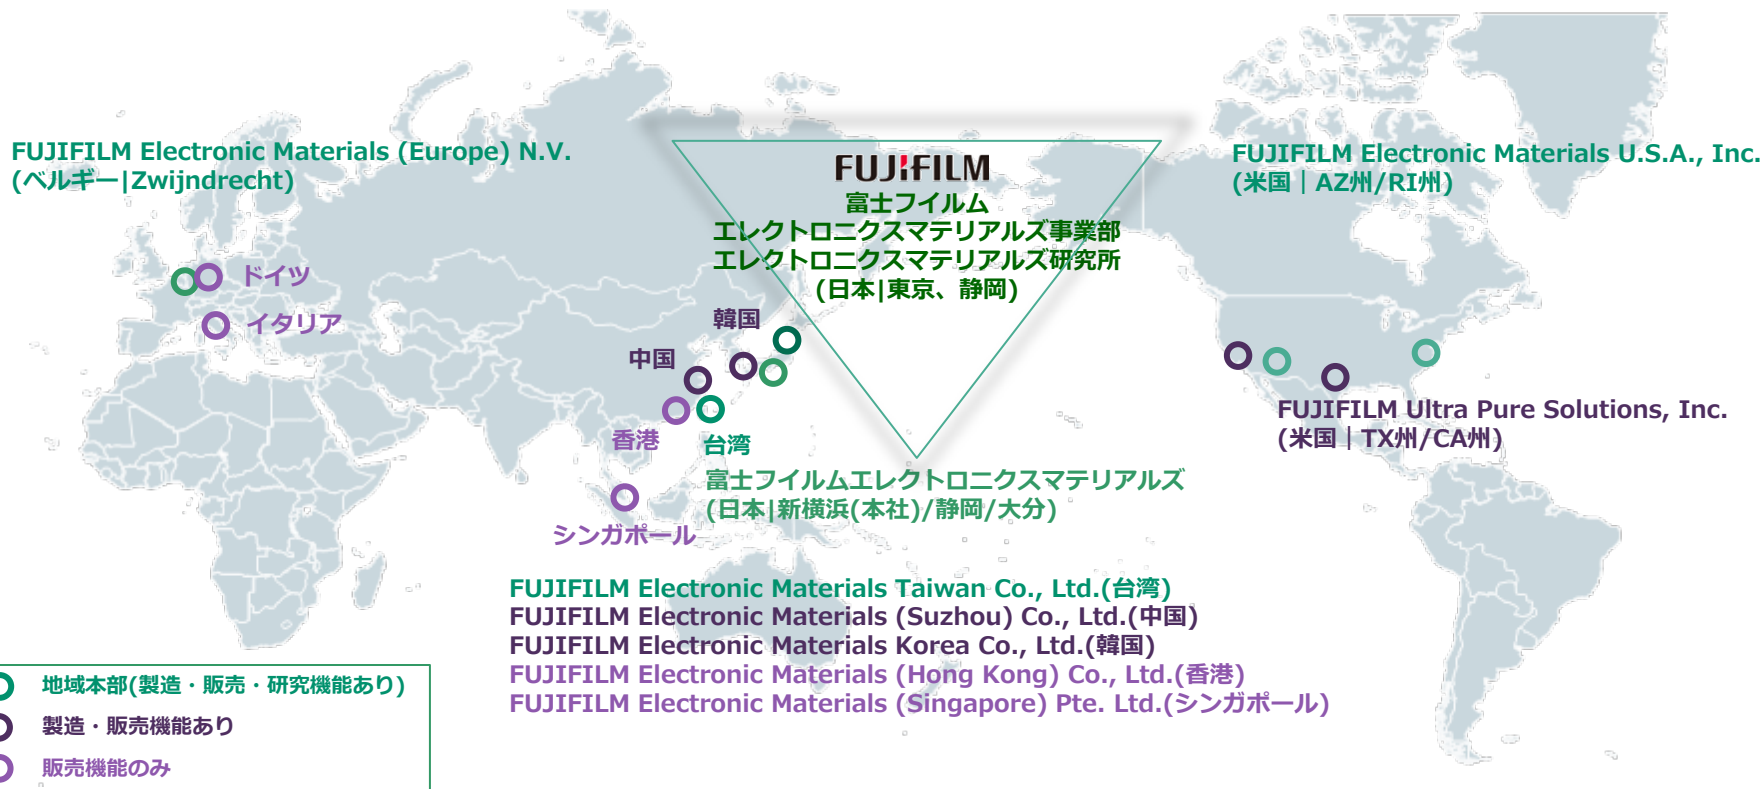 FUJIFILM Electronic Materials (Europe) N.V.
(ベルギー|Zwijndrecht)
FUJIFILM
富士フイルム
エレクトロニクスマテリアルズ事業部
エレクトロニクスマテリアルズ研究所
(日本|東京、静岡)
FUJIFILM Electronic Materials U.S.A., Inc.
(米国｜AZ州/RI州)
ドイツ
イタリア
韓国
中国
香港
台湾
シンガポール
FUJIFILM Ultra Pure Solutions, Inc.
(米国｜TX州/CA州)
富士フイルムエレクトロニクスマテリアルズ
(日本|新横浜(本社)/静岡/大分)
FUJIFILM Electronic Materials Taiwan Co., Ltd.(台湾)
FUJIFILM Electronic Materials (Suzhou) Co., Ltd.(中国)
FUJIFILM Electronic Materials Korea Co., Ltd.(韓国)
FUJIFILM Electronic Materials (Hong Kong) Co., Ltd.(香港)
FUJIFILM Electronic Materials (Singapore) Pte. Ltd.(シンガポール)
地域本部(製造・販売・研究機能あり)
製造・販売機能あり
販売機能のみ